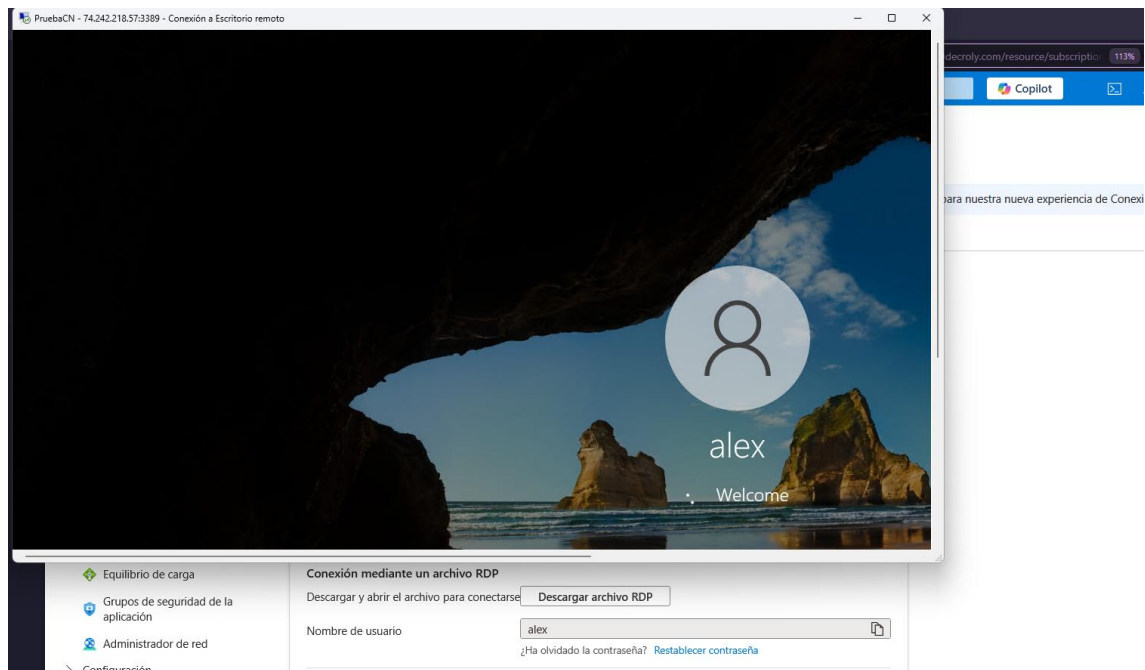 PruebaCN - 74.242.218.57:3389 - Conexión a Escritorio remoto
decroly.com/resource/subscription
113%
Copilot
para nuestra nueva experiencia de Conexi
alex
Welcome
Equilibrio de carga
Grupos de seguridad de la
aplicación
Administrador de red
Configuración
Conexión mediante un archivo RDP
Descargar y abrir el archivo para conectarse
Descargar archivo RDP
Nombre de usuario
alex
¿Ha olvidado la contraseña? Restablecer contraseña